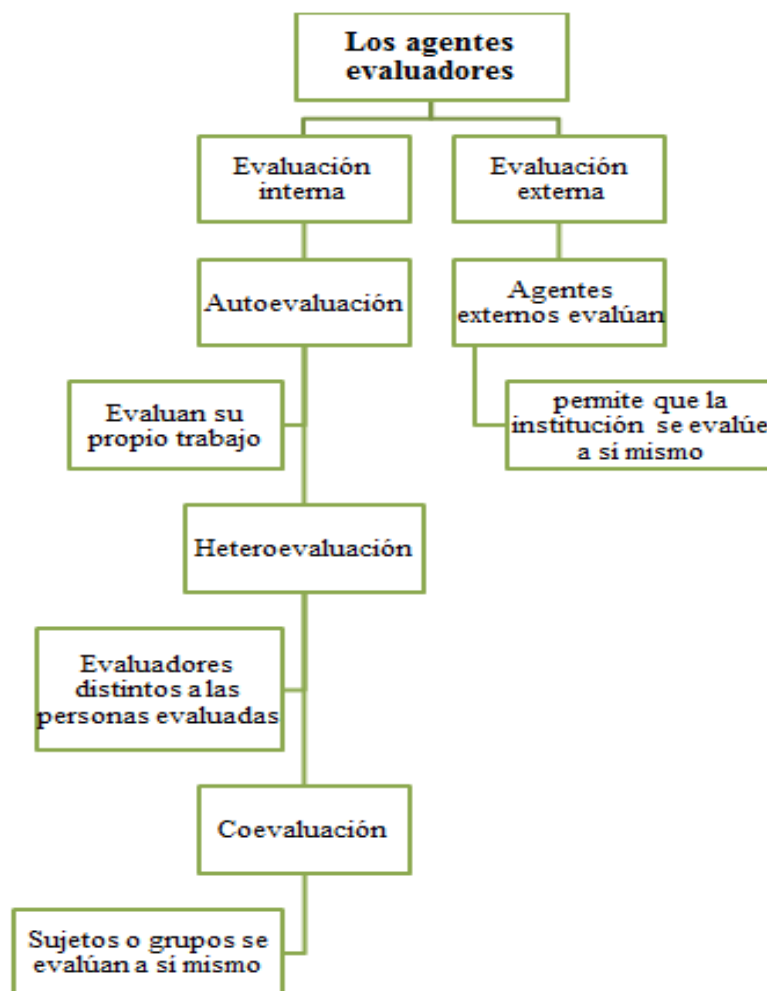 Los agentes
evaluadores
Evaluación
interna
Evaluación
externa
Autoevaluación
Agentes
externos evalúan
Evaluan su
propio trabajo
permite que la
institución se evalúe
a sí mismo
Heteroevaluación
Evaluadores
distintos a las
personas evaluadas
Coevaluación
Sujetos o grupos se
evalúan a sí mismo